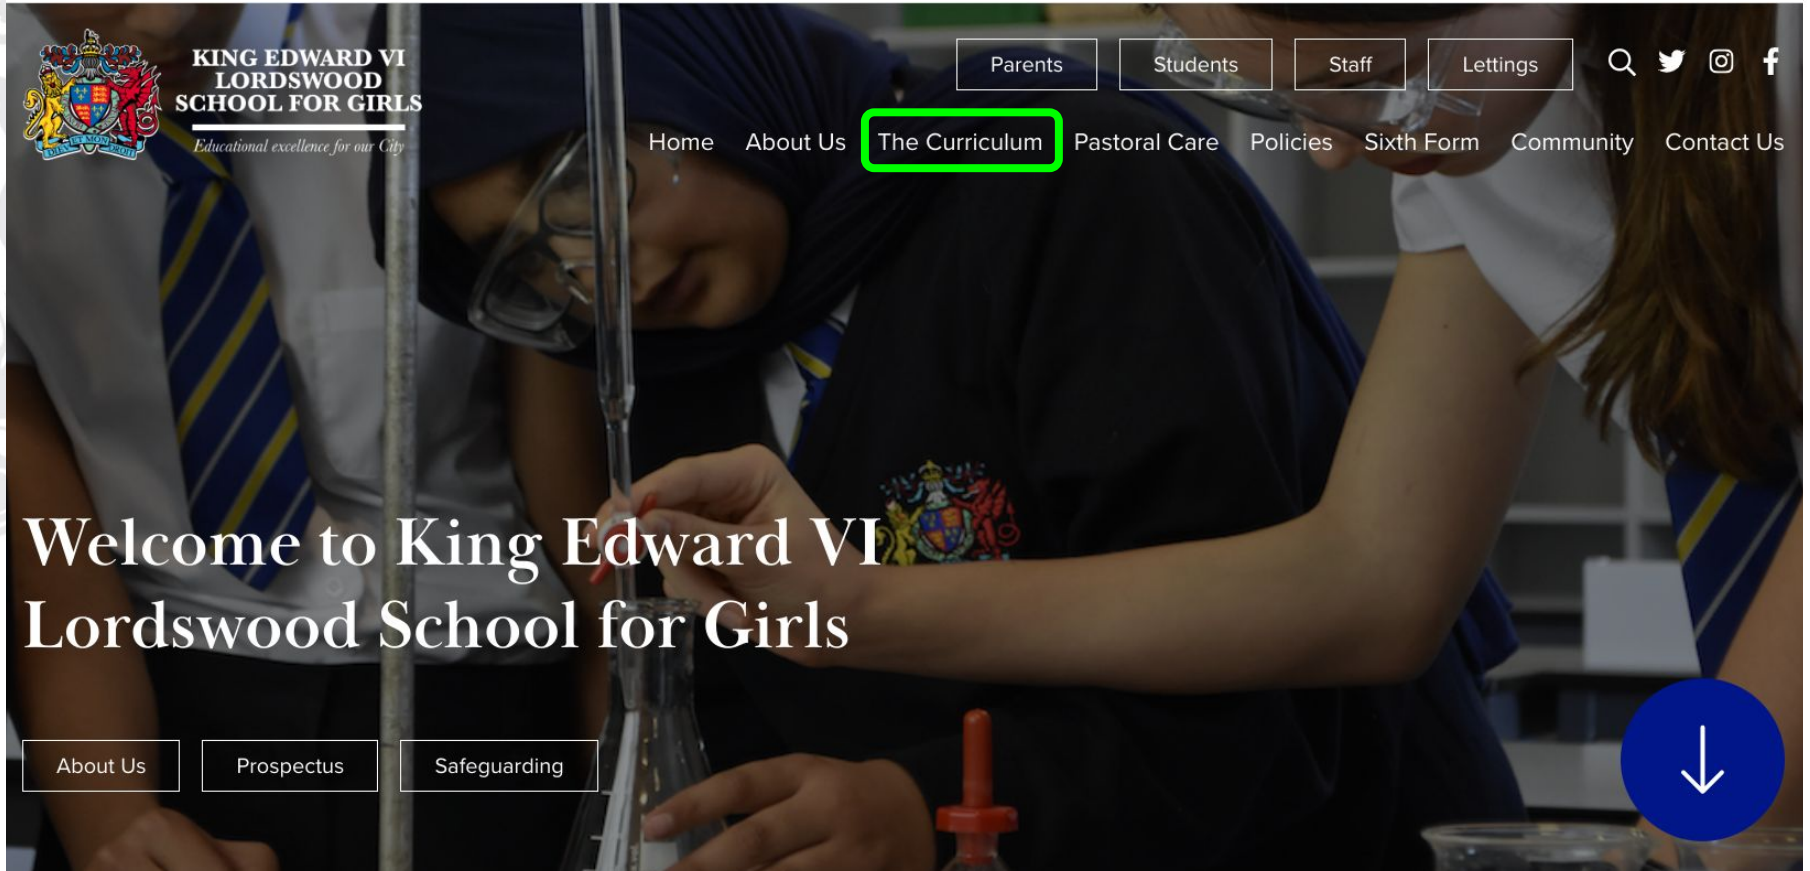 KING EDWARD VI
LORDSWOOD
SCHOOL FOR GIRLS
Educational excellence for our City
Parents
Students
Staff
Lettings
Home
About Us
The Curriculum
Pastoral Care
Policies
Sixth Form
Community
Contact Us
Welcome to King Edward VI
Lordswood School for Girls
About Us
Prospectus
Safeguarding